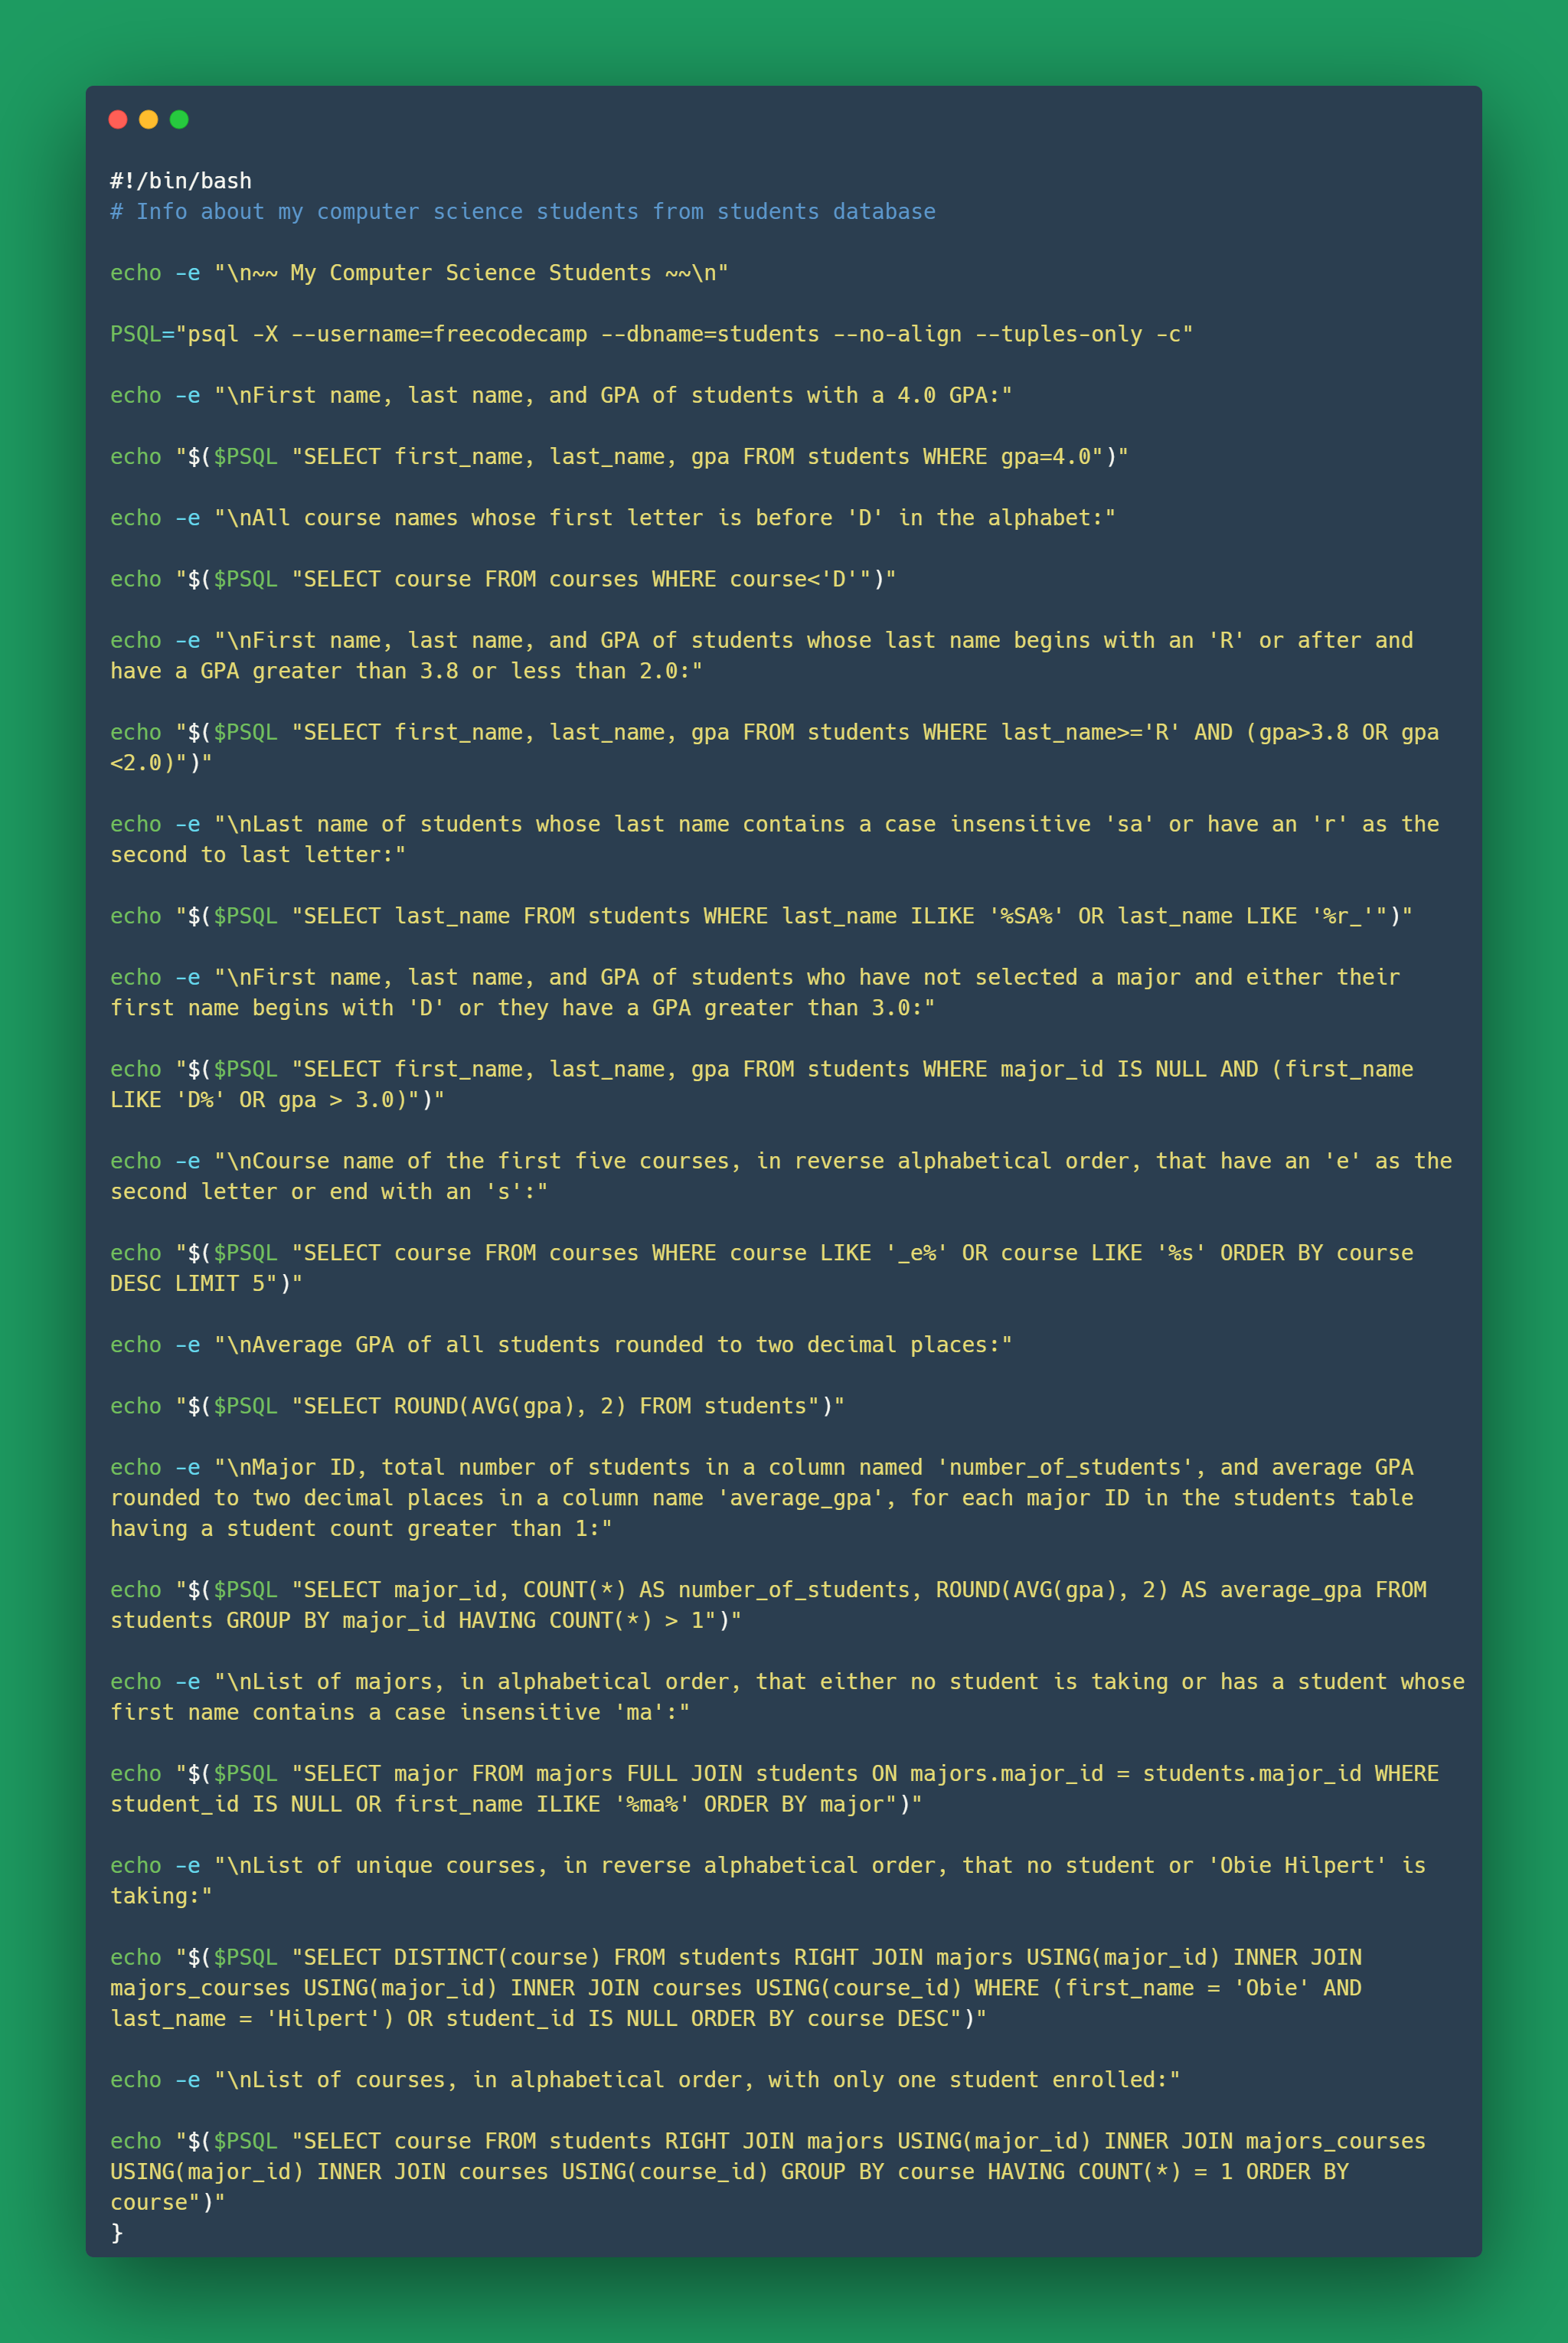 #!/bin/bash
# Info about my computer science students from students database
echo -e "\n~~ My Computer Science Students ~~\n"
PSQL="psql -X --username=freecodecamp --dbname=students --no-align --tuples-only -c"
echo -e "\nFirst name, last name, and GPA of students with a 4.0 GPA:"
echo "$($PSQL "SELECT first_name, last_name, gpa FROM students WHERE gpa=4.0")"
echo -e "\nAll course names whose first letter is before 'D' in the alphabet:"
echo "$($PSQL "SELECT course FROM courses WHERE course<'D'")"
echo -e "\nFirst name, last name, and GPA of students whose last name begins with an 'R' or after and
have a GPA greater than 3.8 or less than 2.0:"
echo "$($PSQL "SELECT first_name, last_name, gpa FROM students WHERE last_name>='R' AND (gpa>3.8 OR gpa
<2.0)")"
echo -e "\nLast name of students whose last name contains a case insensitive 'sa' or have an 'r' as the
second to last letter:"
echo "$($PSQL "SELECT last_name FROM students WHERE last_name ILIKE '%SA%' OR last_name LIKE '%r_'")"
echo -e "\nFirst name, last name, and GPA of students who have not selected a major and either their
first name begins with 'D' or they have a GPA greater than 3.0:"
echo "$($PSQL "SELECT first_name, last_name, gpa FROM students WHERE major_id IS NULL AND (first_name
LIKE 'D%' OR gpa > 3.0)")"
echo -e "\nCourse name of the first five courses, in reverse alphabetical order, that have an 'e' as the
second letter or end with an 's':"
echo "$($PSQL "SELECT course FROM courses WHERE course LIKE '_e%' OR course LIKE '%s' ORDER BY course
DESC LIMIT 5")"
echo -e "\nAverage GPA of all students rounded to two decimal places:"
echo "$($PSQL "SELECT ROUND(AVG(gpa), 2) FROM students")"
echo -e "\nMajor ID, total number of students in a column named 'number_of_students', and average GPA
rounded to two decimal places in a column name 'average_gpa', for each major ID in the students table
having a student count greater than 1:"
echo "$($PSQL "SELECT major_id, COUNT(*) AS number_of_students, ROUND(AVG(gpa), 2) AS average_gpa FROM
students GROUP BY major_id HAVING COUNT(*) > 1")"
echo -e "\nList of majors, in alphabetical order, that either no student is taking or has a student whose
first name contains a case insensitive 'ma':"
echo "$($PSQL "SELECT major FROM majors FULL JOIN students ON majors.major_id = students.major_id WHERE
student_id IS NULL OR first_name ILIKE '%ma%' ORDER BY major")"
echo -e "\nList of unique courses, in reverse alphabetical order, that no student or 'Obie Hilpert' is
taking:"
echo "$($PSQL "SELECT DISTINCT(course) FROM students RIGHT JOIN majors USING(major_id) INNER JOIN
majors_courses USING(major_id) INNER JOIN courses USING(course_id) WHERE (first_name = 'Obie' AND
last_name = 'Hilpert') OR student_id IS NULL ORDER BY course DESC")"
echo -e "\nList of courses, in alphabetical order, with only one student enrolled:"
echo "$($PSQL "SELECT course FROM students RIGHT JOIN majors USING(major_id) INNER JOIN majors_courses
USING(major_id) INNER JOIN courses USING(course_id) GROUP BY course HAVING COUNT(*) = 1 ORDER BY
course")"
}